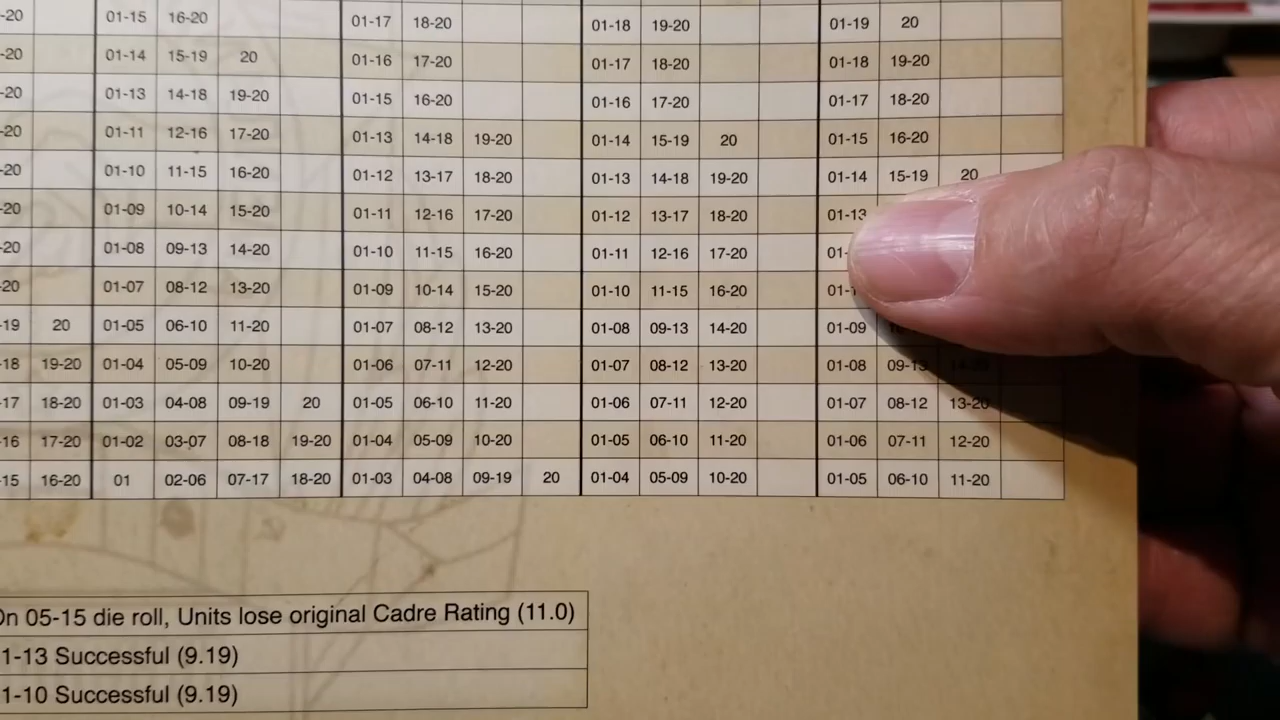 -20 01-15 16-20 01-17 18-20 01-18 19-20 01-19 20
-20 01-14 15-19 20 01-16 17-20 01-17 18-20 01-18 19-20
-20 01-13 14-18 19-20 01-15 16-20 01-16 17-20 01-17 18-20
-20 01-11 12-16 17-20 01-13 14-18 19-20 01-14 15-19 20 01-15 16-20
-20 01-10 11-15 16-20 01-12 13-17 18-20 01-13 14-18 19-20 01-14 15-19 20
-20 01-09 10-14 15-20 01-11 12-16 17-20 01-12 13-17 18-20 01-13
-20 01-08 09-13 14-20 01-10 11-15 16-20 01-11 12-16 17-20 01-
-20 01-07 08-12 13-20 01-09 10-14 15-20 01-10 11-15 16-20 01-1
-19 20 01-05 06-10 11-20 01-07 08-12 13-20 01-08 09-13 14-20 01-09
-18 19-20 01-04 05-09 10-20 01-06 07-11 12-20 01-07 08-12 13-20 01-08 09-13 14-20
-17 18-20 01-03 04-08 09-19 20 01-05 06-10 11-20 01-06 07-11 12-20 01-07 08-12 13-20
-16 17-20 01-02 03-07 08-18 19-20 01-04 05-09 10-20 01-05 06-10 11-20 01-06 07-11 12-20
-15 16-20 01 02-06 07-17 18-20 01-03 04-08 09-19 20 01-04 05-09 10-20 01-05 06-10 11-20
On 05-15 die roll, Units lose original Cadre Rating (11.0)
1-13 Successful (9.19)
1-10 Successful (9.19)